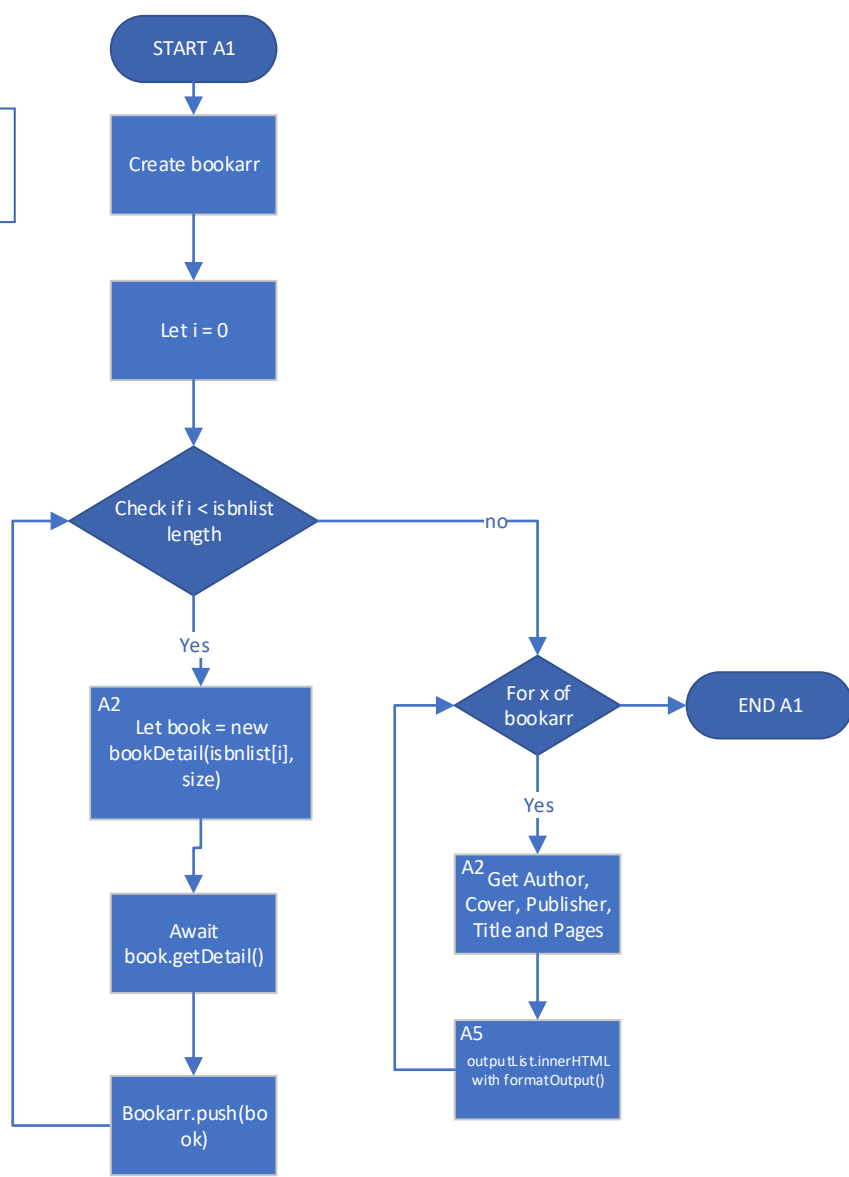 START A1
Create bookarr
Let i = 0
Check if i < isbnlist
length
no
Yes
A2
Let book = new
bookDetail(isbnlist[i],
size)
Await
book.getDetail()
Bookarr.push(bo
ok)
For x of
bookarr
END A1
Yes
A2
Get Author,
Cover, Publisher,
Title and Pages
A5
outputList.innerHTML
with formatOutput()